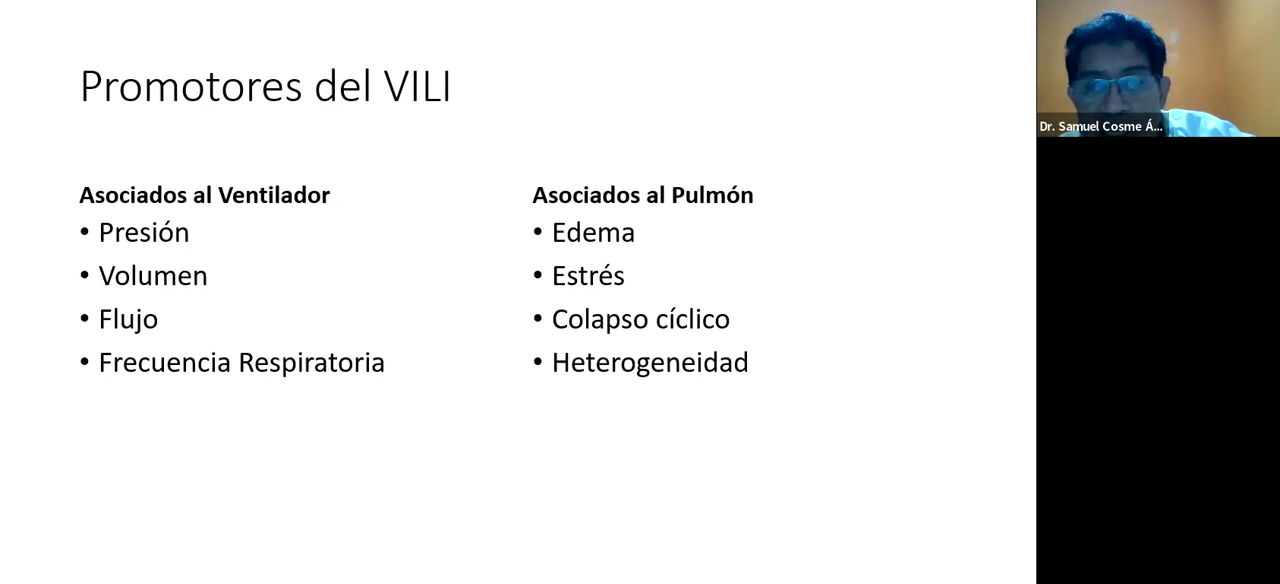 Promotores del VILI
Asociados al Ventilador
• Presión
• Volumen
• Flujo
• Frecuencia Respiratoria
Asociados al Pulmón
• Edema
• Estrés
• Colapso cíclico
• Heterogeneidad
Dr. Samuel Cosme Á...